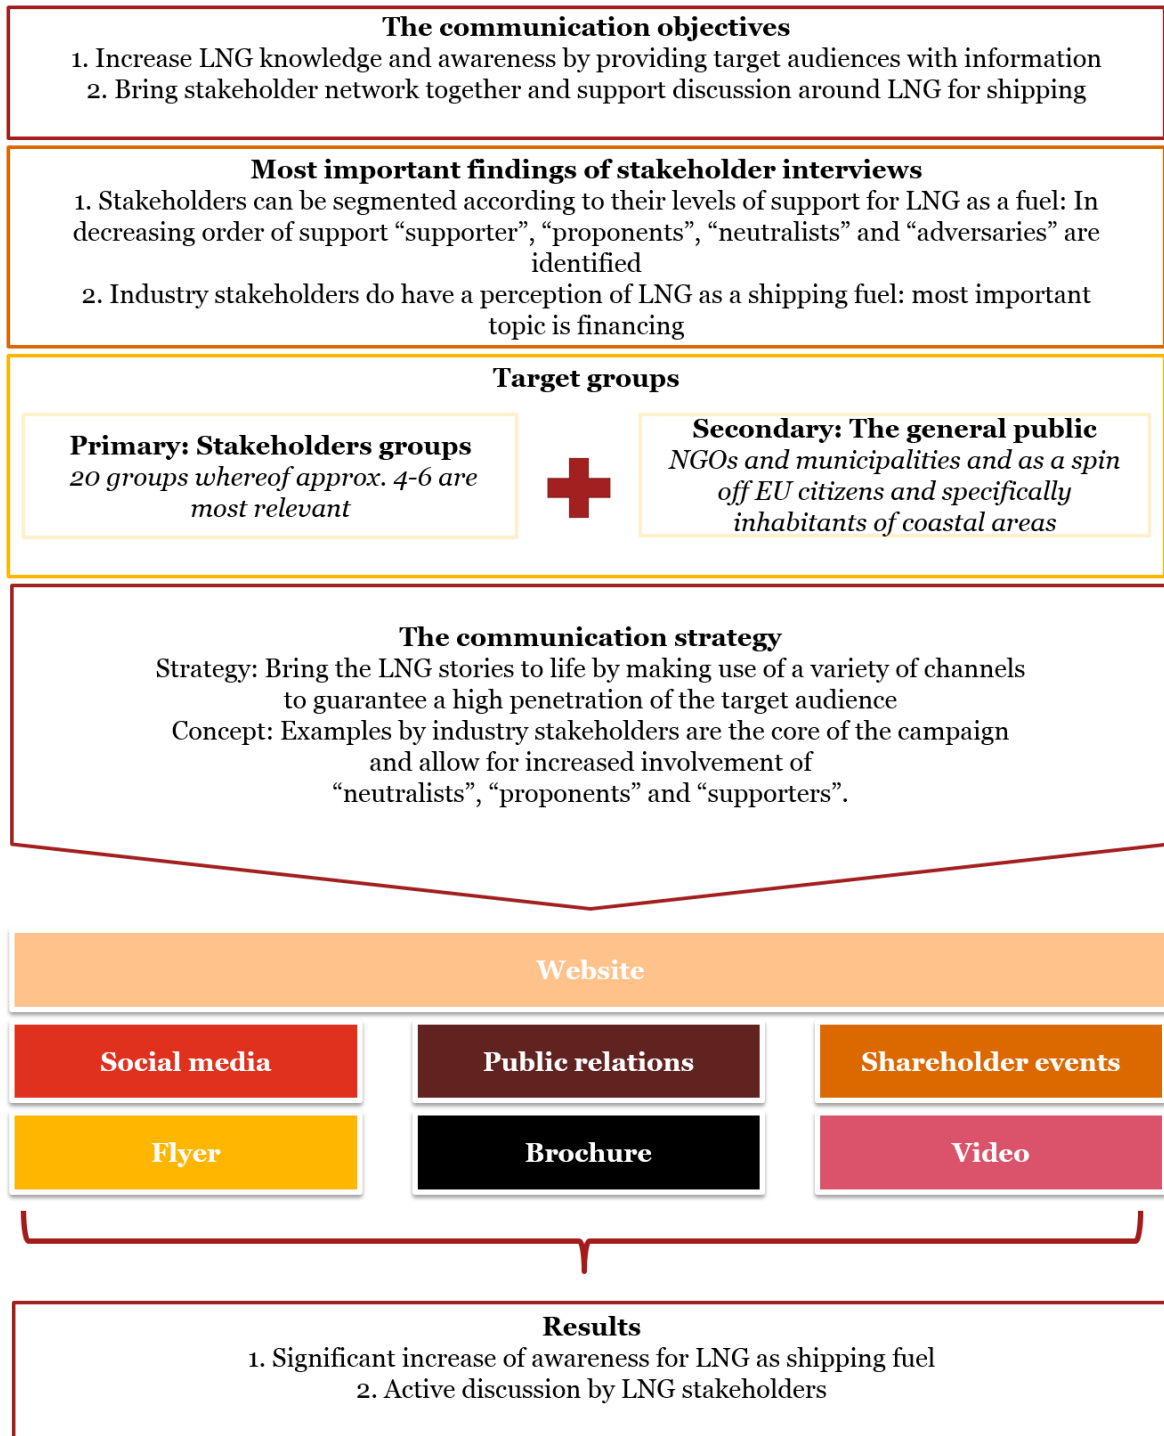 The communication objectives
1. Increase LNG knowledge and awareness by providing target audiences with information
2. Bring stakeholder network together and support discussion around LNG for shipping
Most important findings of stakeholder interviews
1. Stakeholders can be segmented according to their levels of support for LNG as a fuel: In
decreasing order of support “supporter”, “proponents”, “neutralists” and “adversaries” are
identified
2. Industry stakeholders do have a perception of LNG as a shipping fuel: most important
topic is financing
Target groups
Primary: Stakeholders groups
20 groups whereof approx. 4-6 are
most relevant
Secondary: The general public
NGOs and municipalities and as a spin
off EU citizens and specifically
inhabitants of coastal areas
The communication strategy
Strategy: Bring the LNG stories to life by making use of a variety of channels
to guarantee a high penetration of the target audience
Concept: Examples by industry stakeholders are the core of the campaign
and allow for increased involvement of
“neutralists”, “proponents” and “supporters”.
Website
Social media
Public relations
Shareholder events
Flyer
Brochure
Video
Results
1. Significant increase of awareness for LNG as shipping fuel
2. Active discussion by LNG stakeholders